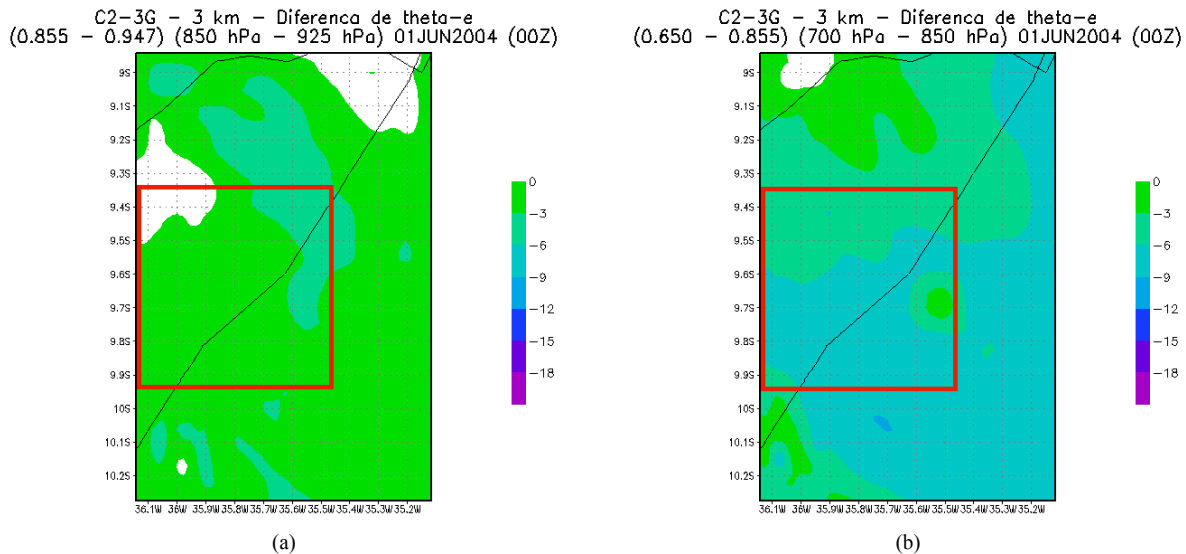 C2-3G - 3 km - Diferenca de theta-e
(0.855 - 0.947) (850 hPa - 925 hPa) 01JUN2004 (00Z)
9S
9.1S
9.2S
9.3S
9.4S
9.5S
9.6S
9.7S
9.8S
9.9S
10S
10.1S
10.2S
36.1W 36W 35.9W 35.8W 35.7W 35.6W 35.5W 35.4W 35.3W 35.2W
0
-3
-6
-9
-12
-15
-18
(a)
C2-3G - 3 km - Diferenca de theta-e
(0.650 - 0.855) (700 hPa - 850 hPa) 01JUN2004 (00Z)
9S
9.1S
9.2S
9.3S
9.4S
9.5S
9.6S
9.7S
9.8S
9.9S
10S
10.1S
10.2S
36.1W 36W 35.9W 35.8W 35.7W 35.6W 35.5W 35.4W 35.3W 35.2W
0
-3
-6
-9
-12
-15
-18
(b)